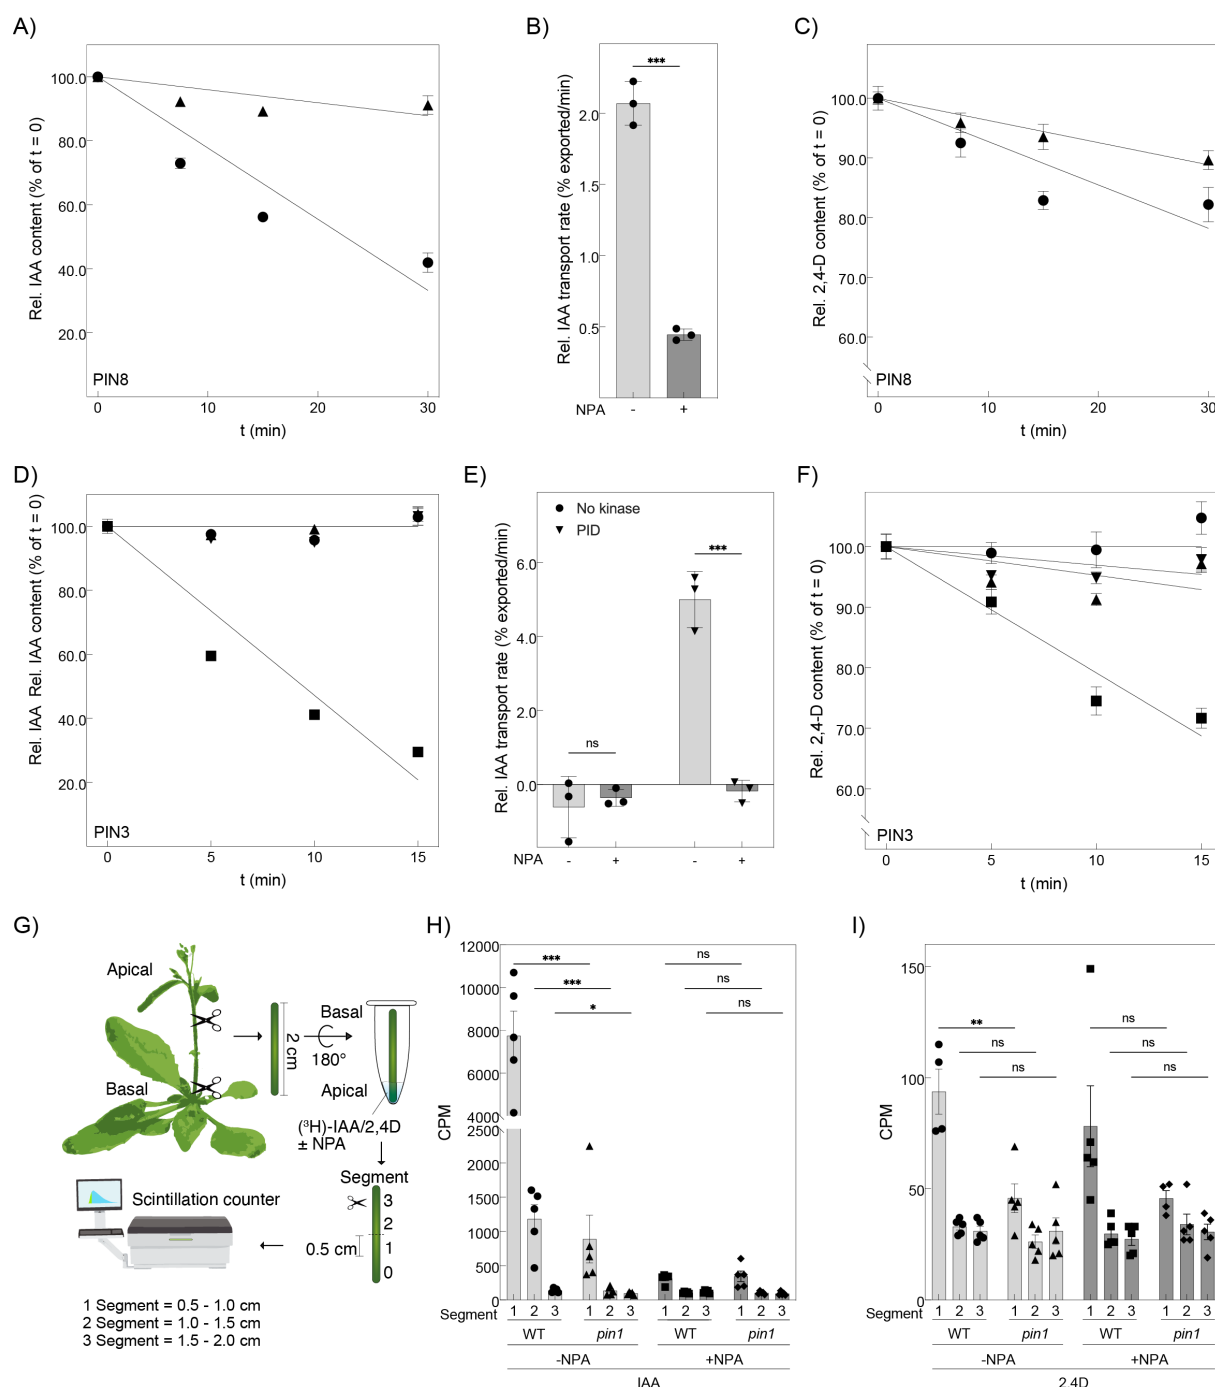 A)
Rel. IAA content (% of t = 0)
100.0
80.0
60.0
40.0
20.0
PIN8
0
10
20
30
t (min)
B)
Rel. IAA transport rate (% exported/min)
***
2.0
1.5
1.0
0.5
NPA - +
C)
Rel. 2,4-D content (% of t = 0)
100.0
90.0
80.0
70.0
60.0
PIN8
0
10
20
30
t (min)
D)
Rel. IAA Rel. IAA content (% of t = 0)
100.0
80.0
60.0
40.0
20.0
PIN3
0
5
10
15
t (min)
E)
Rel. IAA transport rate (% exported/min)
No kinase
PID
6.0
4.0
2.0
0.0
ns
***
NPA - + - +
F)
Rel. 2,4-D content (% of t = 0)
100.0
90.0
80.0
70.0
60.0
PIN3
0
5
10
15
t (min)
G)
Apical
Basal
2 cm
180°
Basal
Apical
(³H)-IAA/2,4D
± NPA
Segment
3
2
1
0
0.5 cm
Scintillation counter
1 Segment = 0.5 - 1.0 cm
2 Segment = 1.0 - 1.5 cm
3 Segment = 1.5 - 2.0 cm
H)
CPM
12000
10000
8000
6000
4000
2500
2000
1500
1000
500
0
***
***
*
ns
ns
ns
Segment 1 2 3 1 2 3 1 2 3 1 2 3
WT pin1 WT pin1
-NPA +NPA
IAA
I)
CPM
150
100
50
0
**
ns
ns
ns
ns
ns
Segment 1 2 3 1 2 3 1 2 3 1 2 3
WT pin1 WT pin1
-NPA +NPA
2,4D